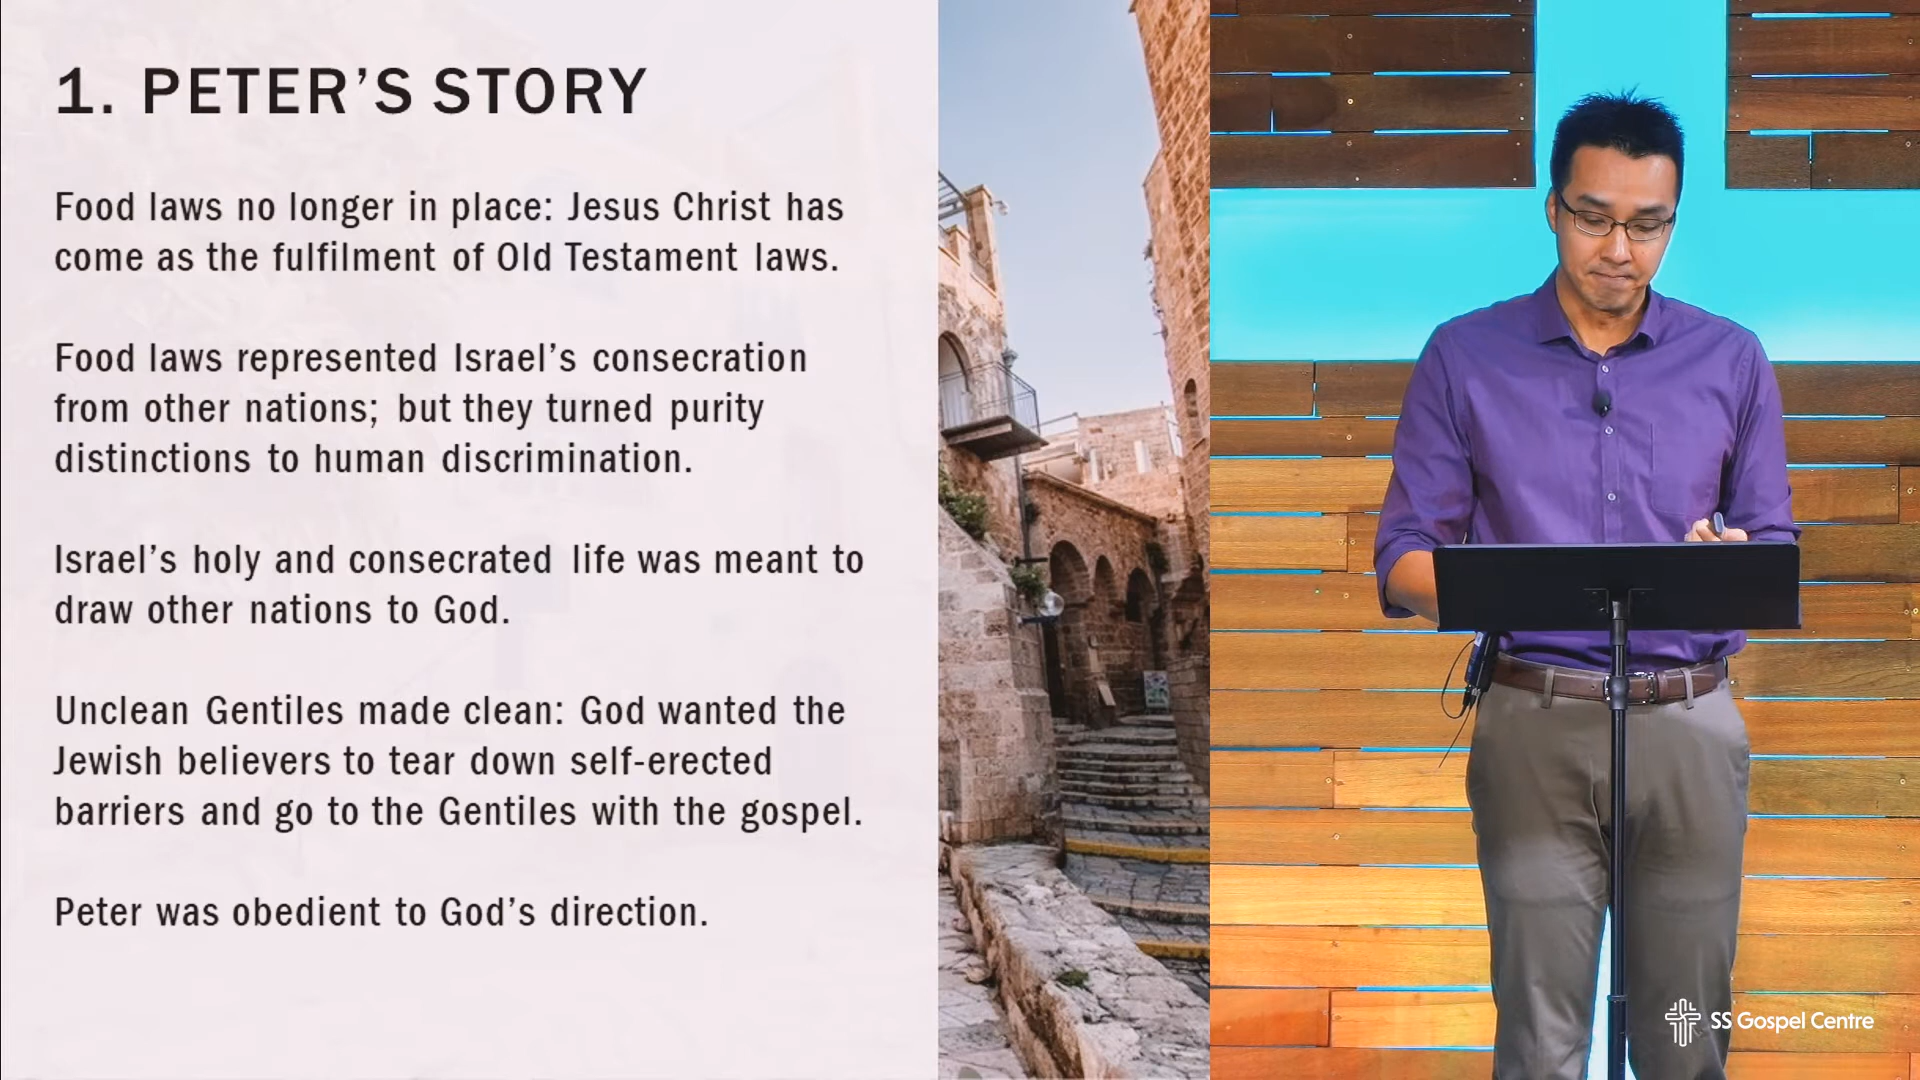 1. PETER'S STORY
Food laws no longer in place: Jesus Christ has
come as the fulfilment of Old Testament laws.
Food laws represented Israel's consecration
from other nations; but they turned purity
distinctions to human discrimination.
Israel's holy and consecrated life was meant to
draw other nations to God.
Unclean Gentiles made clean: God wanted the
Jewish believers to tear down self-erected
barriers and go to the Gentiles with the gospel.
Peter was obedient to God's direction.
SS Gospel Centre